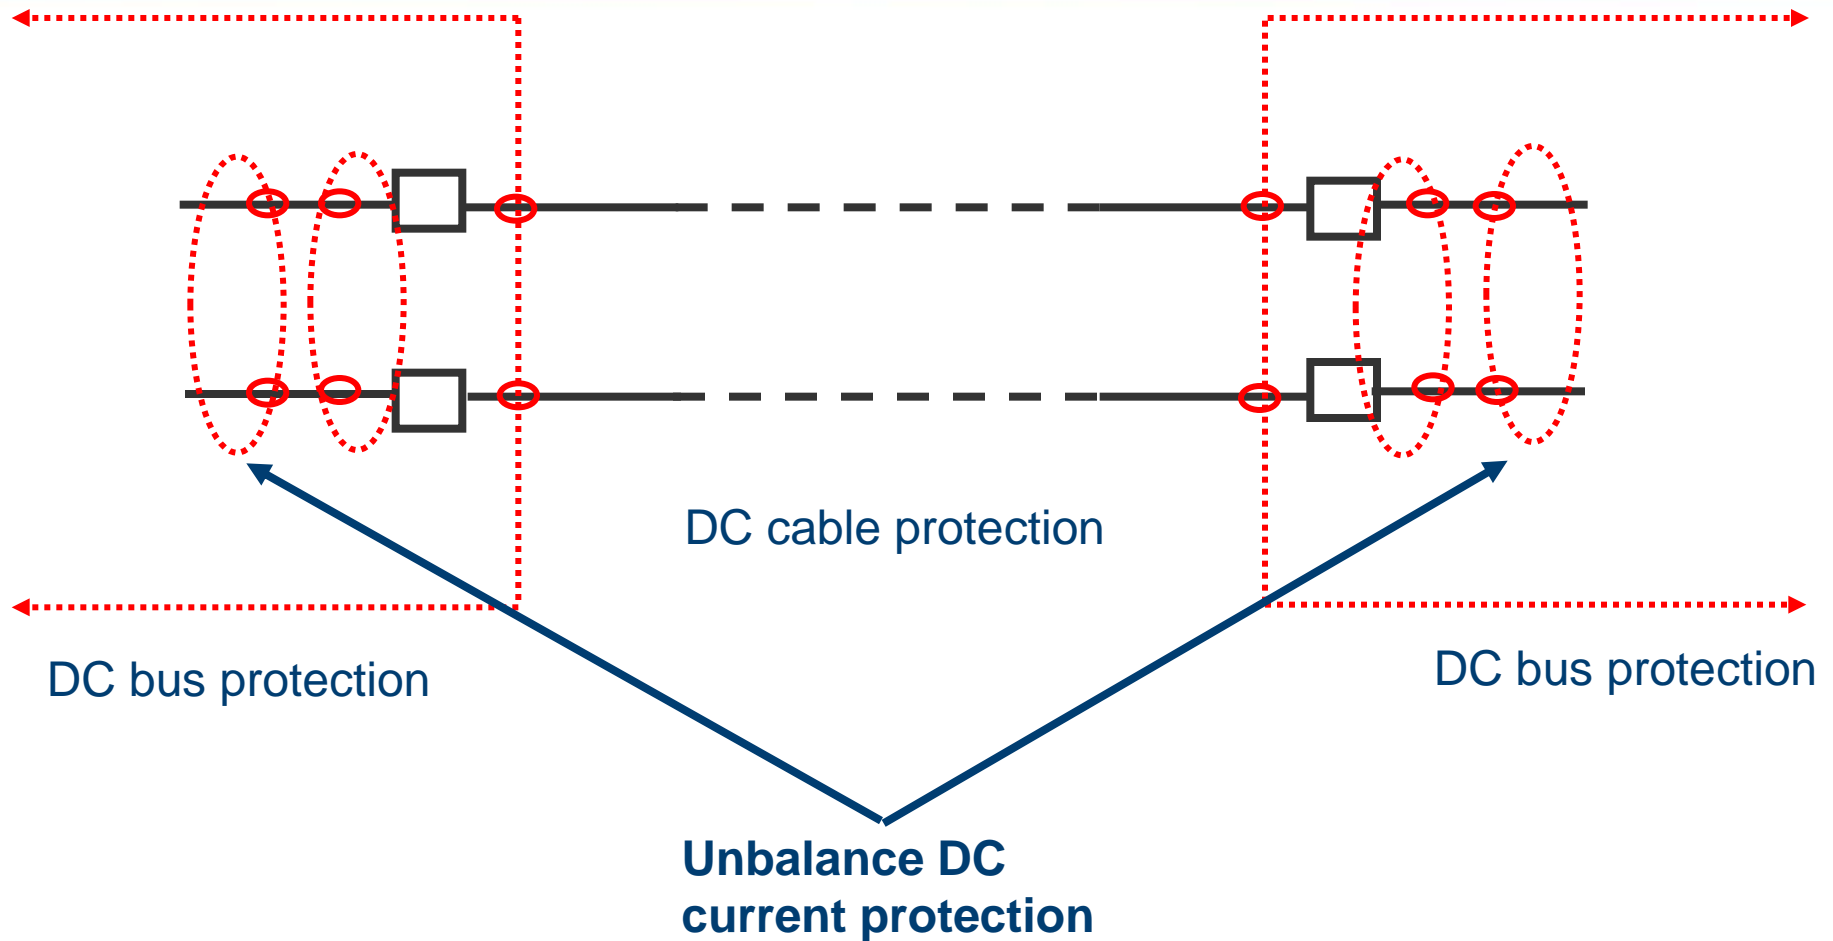 DC cable protection
DC bus protection
DC bus protection
Unbalance DC
current protection